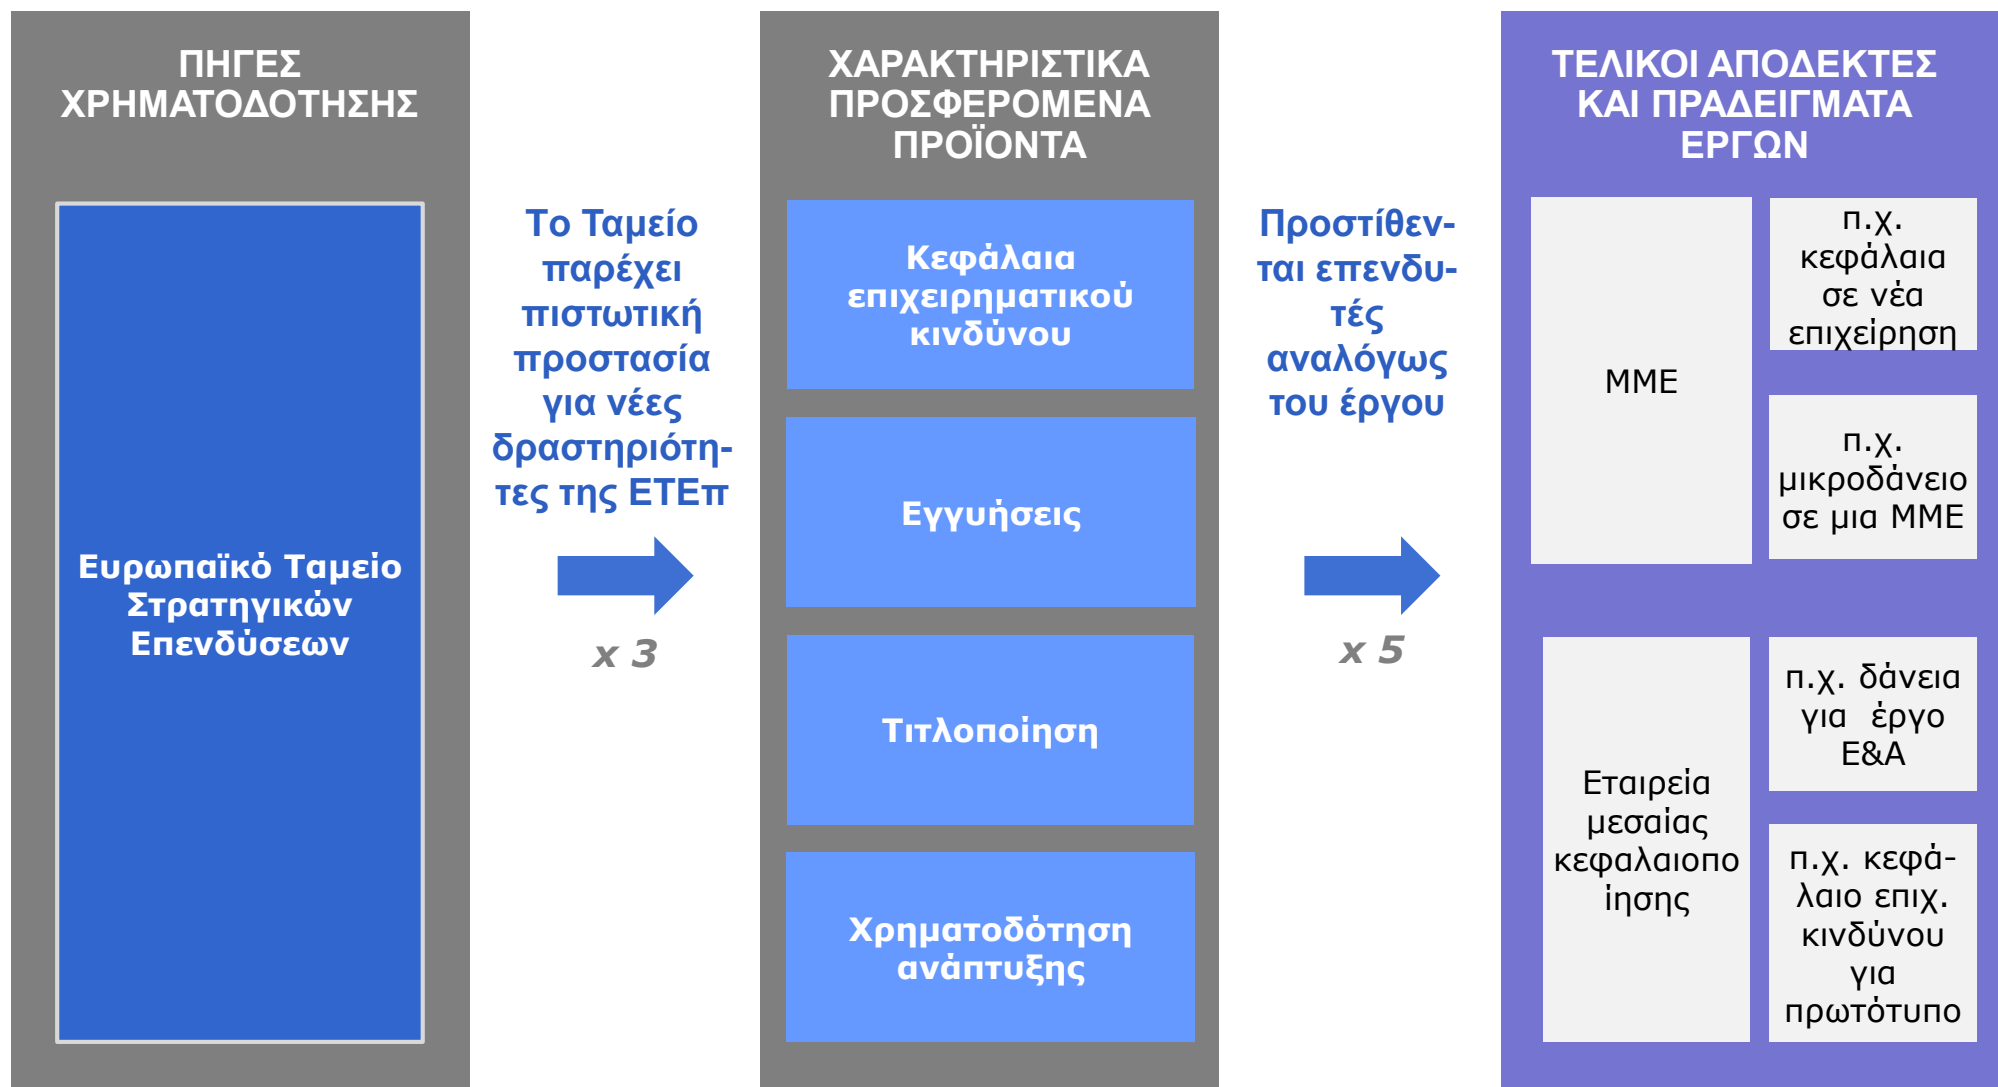 ΠΗΓΕΣ
ΧΡΗΜΑΤΟΔΟΤΗΣΗΣ
Ευρωπαϊκό Ταμείο
Στρατηγικών
Επενδύσεων
Το Ταμείο
παρέχει
πιστωτική
προστασία
για νέες
δραστηριότη-
τες της ΕΤΕπ
x 3
ΧΑΡΑΚΤΗΡΙΣΤΙΚΑ
ΠΡΟΣΦΕΡΟΜΕΝΑ
ΠΡΟΪΟΝΤΑ
Κεφάλαια
επιχειρηματικού
κινδύνου
Εγγυήσεις
Τιτλοποίηση
Χρηματοδότηση
ανάπτυξης
Προστίθεν-
ται επενδυ-
τές
αναλόγως
του έργου
x 5
ΤΕΛΙΚΟΙ ΑΠΟΔΕΚΤΕΣ
ΚΑΙ ΠΡΑΔΕΙΓΜΑΤΑ
ΕΡΓΩΝ
ΜΜΕ
π.χ.
κεφάλαια
σε νέα
επιχείρηση
π.χ.
μικροδάνειο
σε μια ΜΜΕ
Εταιρεία
μεσαίας
κεφαλαιοπο
ίησης
π.χ. δάνεια
για έργο
Ε&Α
π.χ. κεφά-
λαιο επιχ.
κινδύνου
για
πρωτότυπο